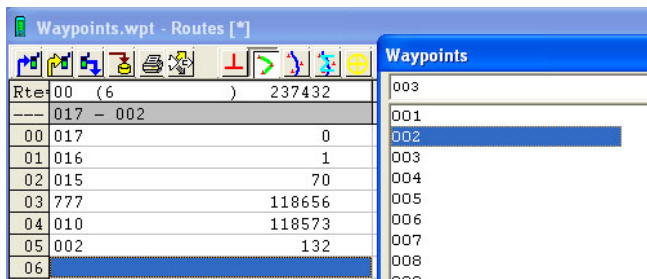 Waypoints.wpt - Routes [*]
Rte 00 (6 ) 237432
--- 017 - 002
00 017 0
01 016 1
02 015 70
03 777 118656
04 010 118573
05 002 132
06
Waypoints
003
001
002
003
004
005
006
007
008